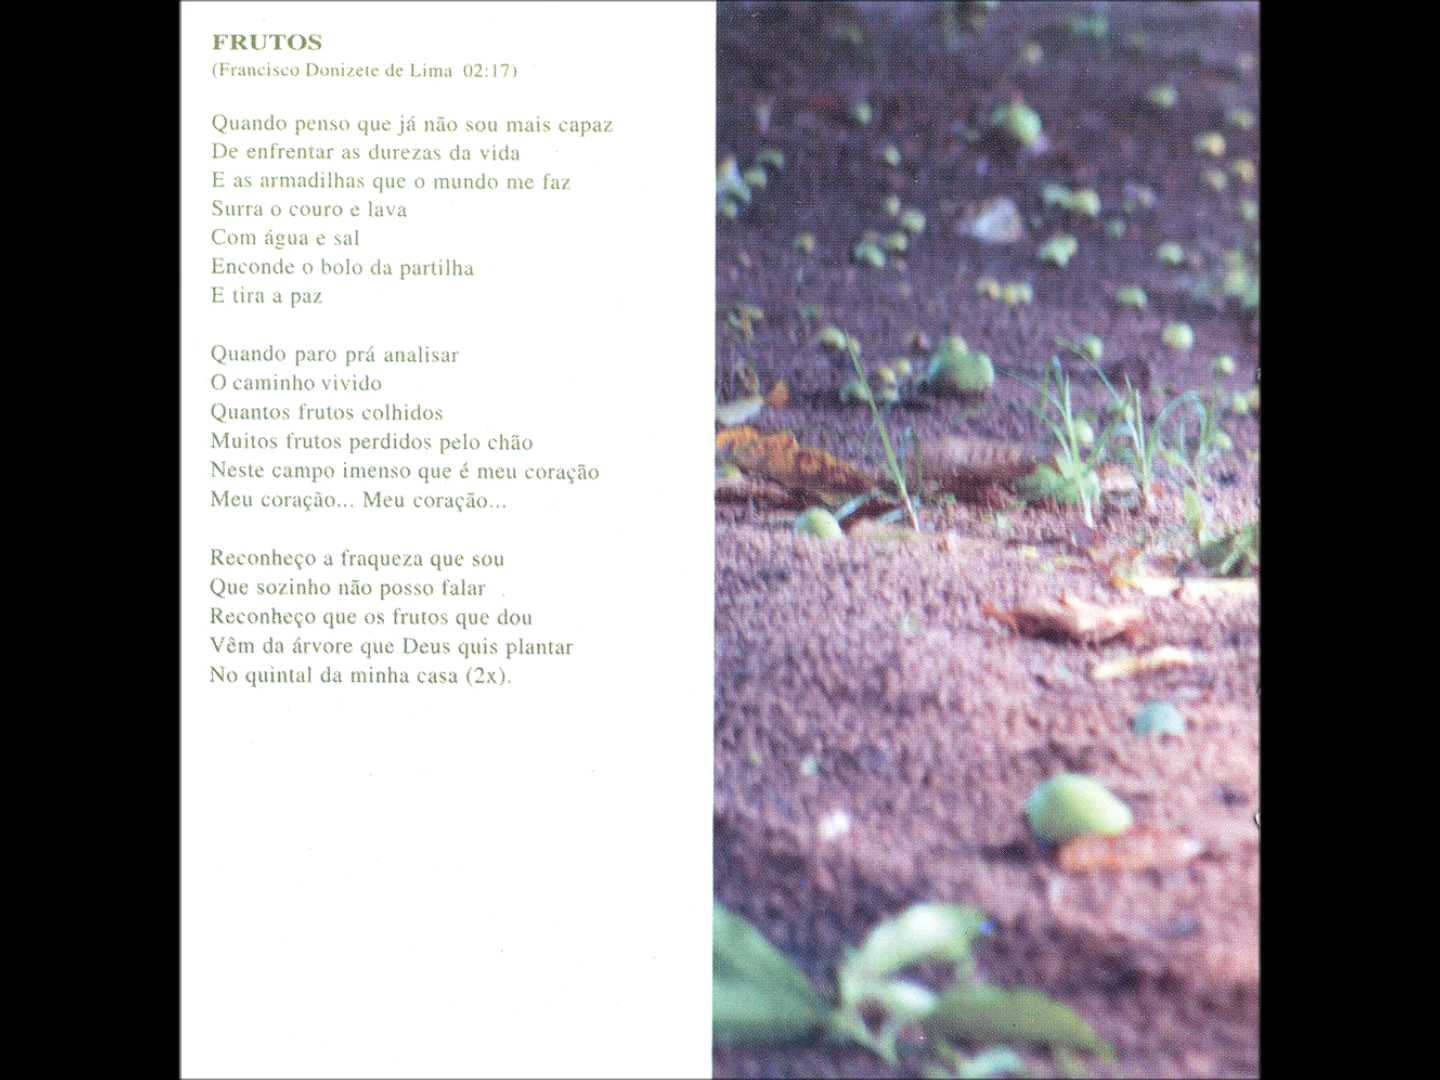 FRUTOS
(Francisco Donizete de Lima 02:17)
Quando penso que já não sou mais capaz
De enfrentar as durezas da vida
E as armadilhas que o mundo me faz
Surra o couro e lava
Com água e sal
Enconde o bolo da partilha
E tira a paz
Quando paro prá analisar
O caminho vivido
Quantos frutos colhidos
Muitos frutos perdidos pelo chão
Neste campo imenso que é meu coração
Meu coração... Meu coração...
Reconheço a fraqueza que sou
Que sozinho não posso falar
Reconheço que os frutos que dou
Vêm da árvore que Deus quis plantar
No quintal da minha casa (2x).